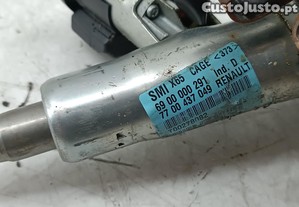 CustoJusto.pt
SMI X65 CAGE <373>
69 00 000 291 Ind. D
77 00 437 049 RENAULT